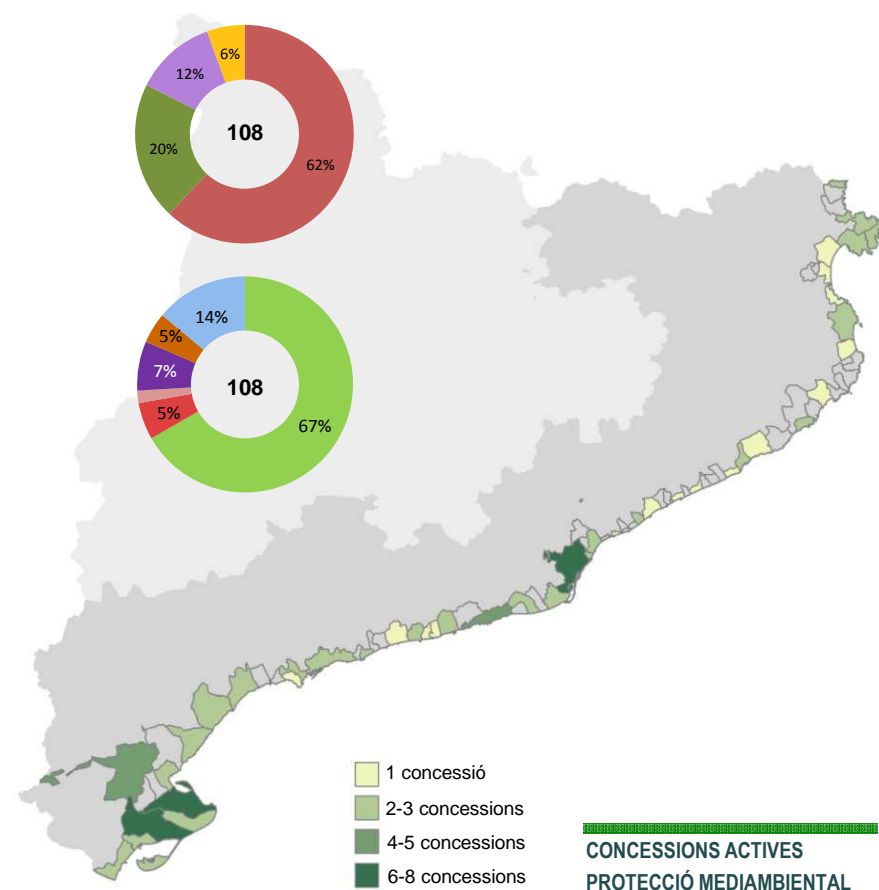 6%
12%
108
20%
62%
14%
5%
7%
108
5%
67%
1 concessió
2-3 concessions
4-5 concessions
6-8 concessions
CONCESSIONS ACTIVES
PROTECCIÓ MEDIAMBIENTAL